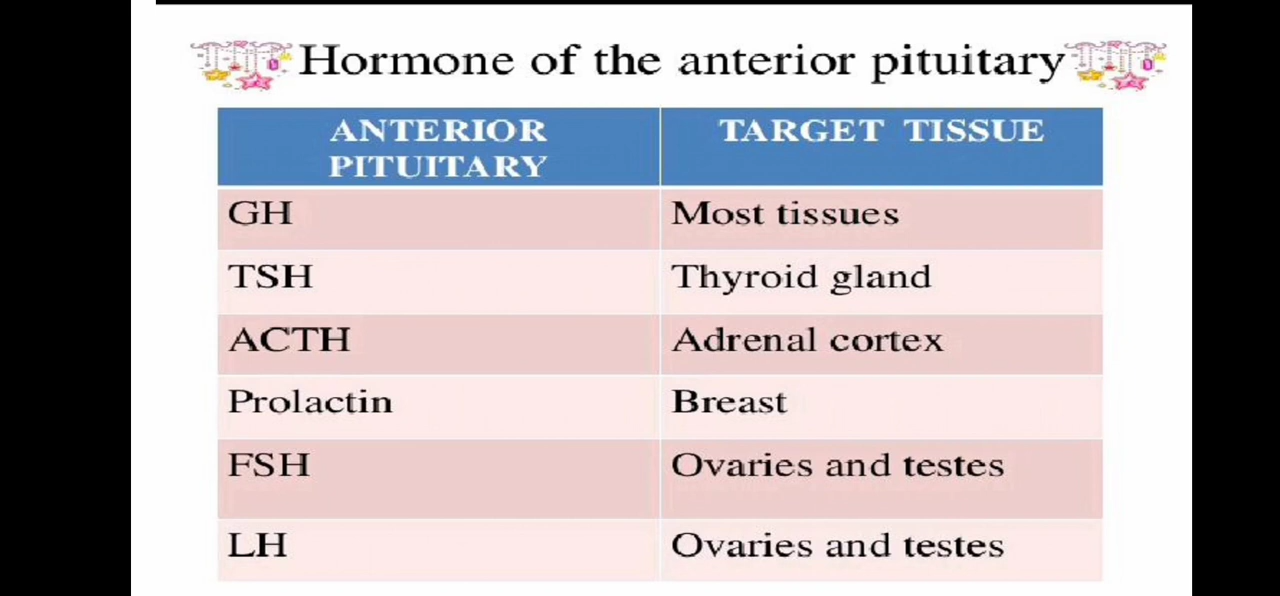 Hormone of the anterior pituitary
ANTERIOR TARGET TISSUE
PITUITARY
GH Most tissues
TSH Thyroid gland
ACTH Adrenal cortex
Prolactin Breast
FSH Ovaries and testes
LH Ovaries and testes